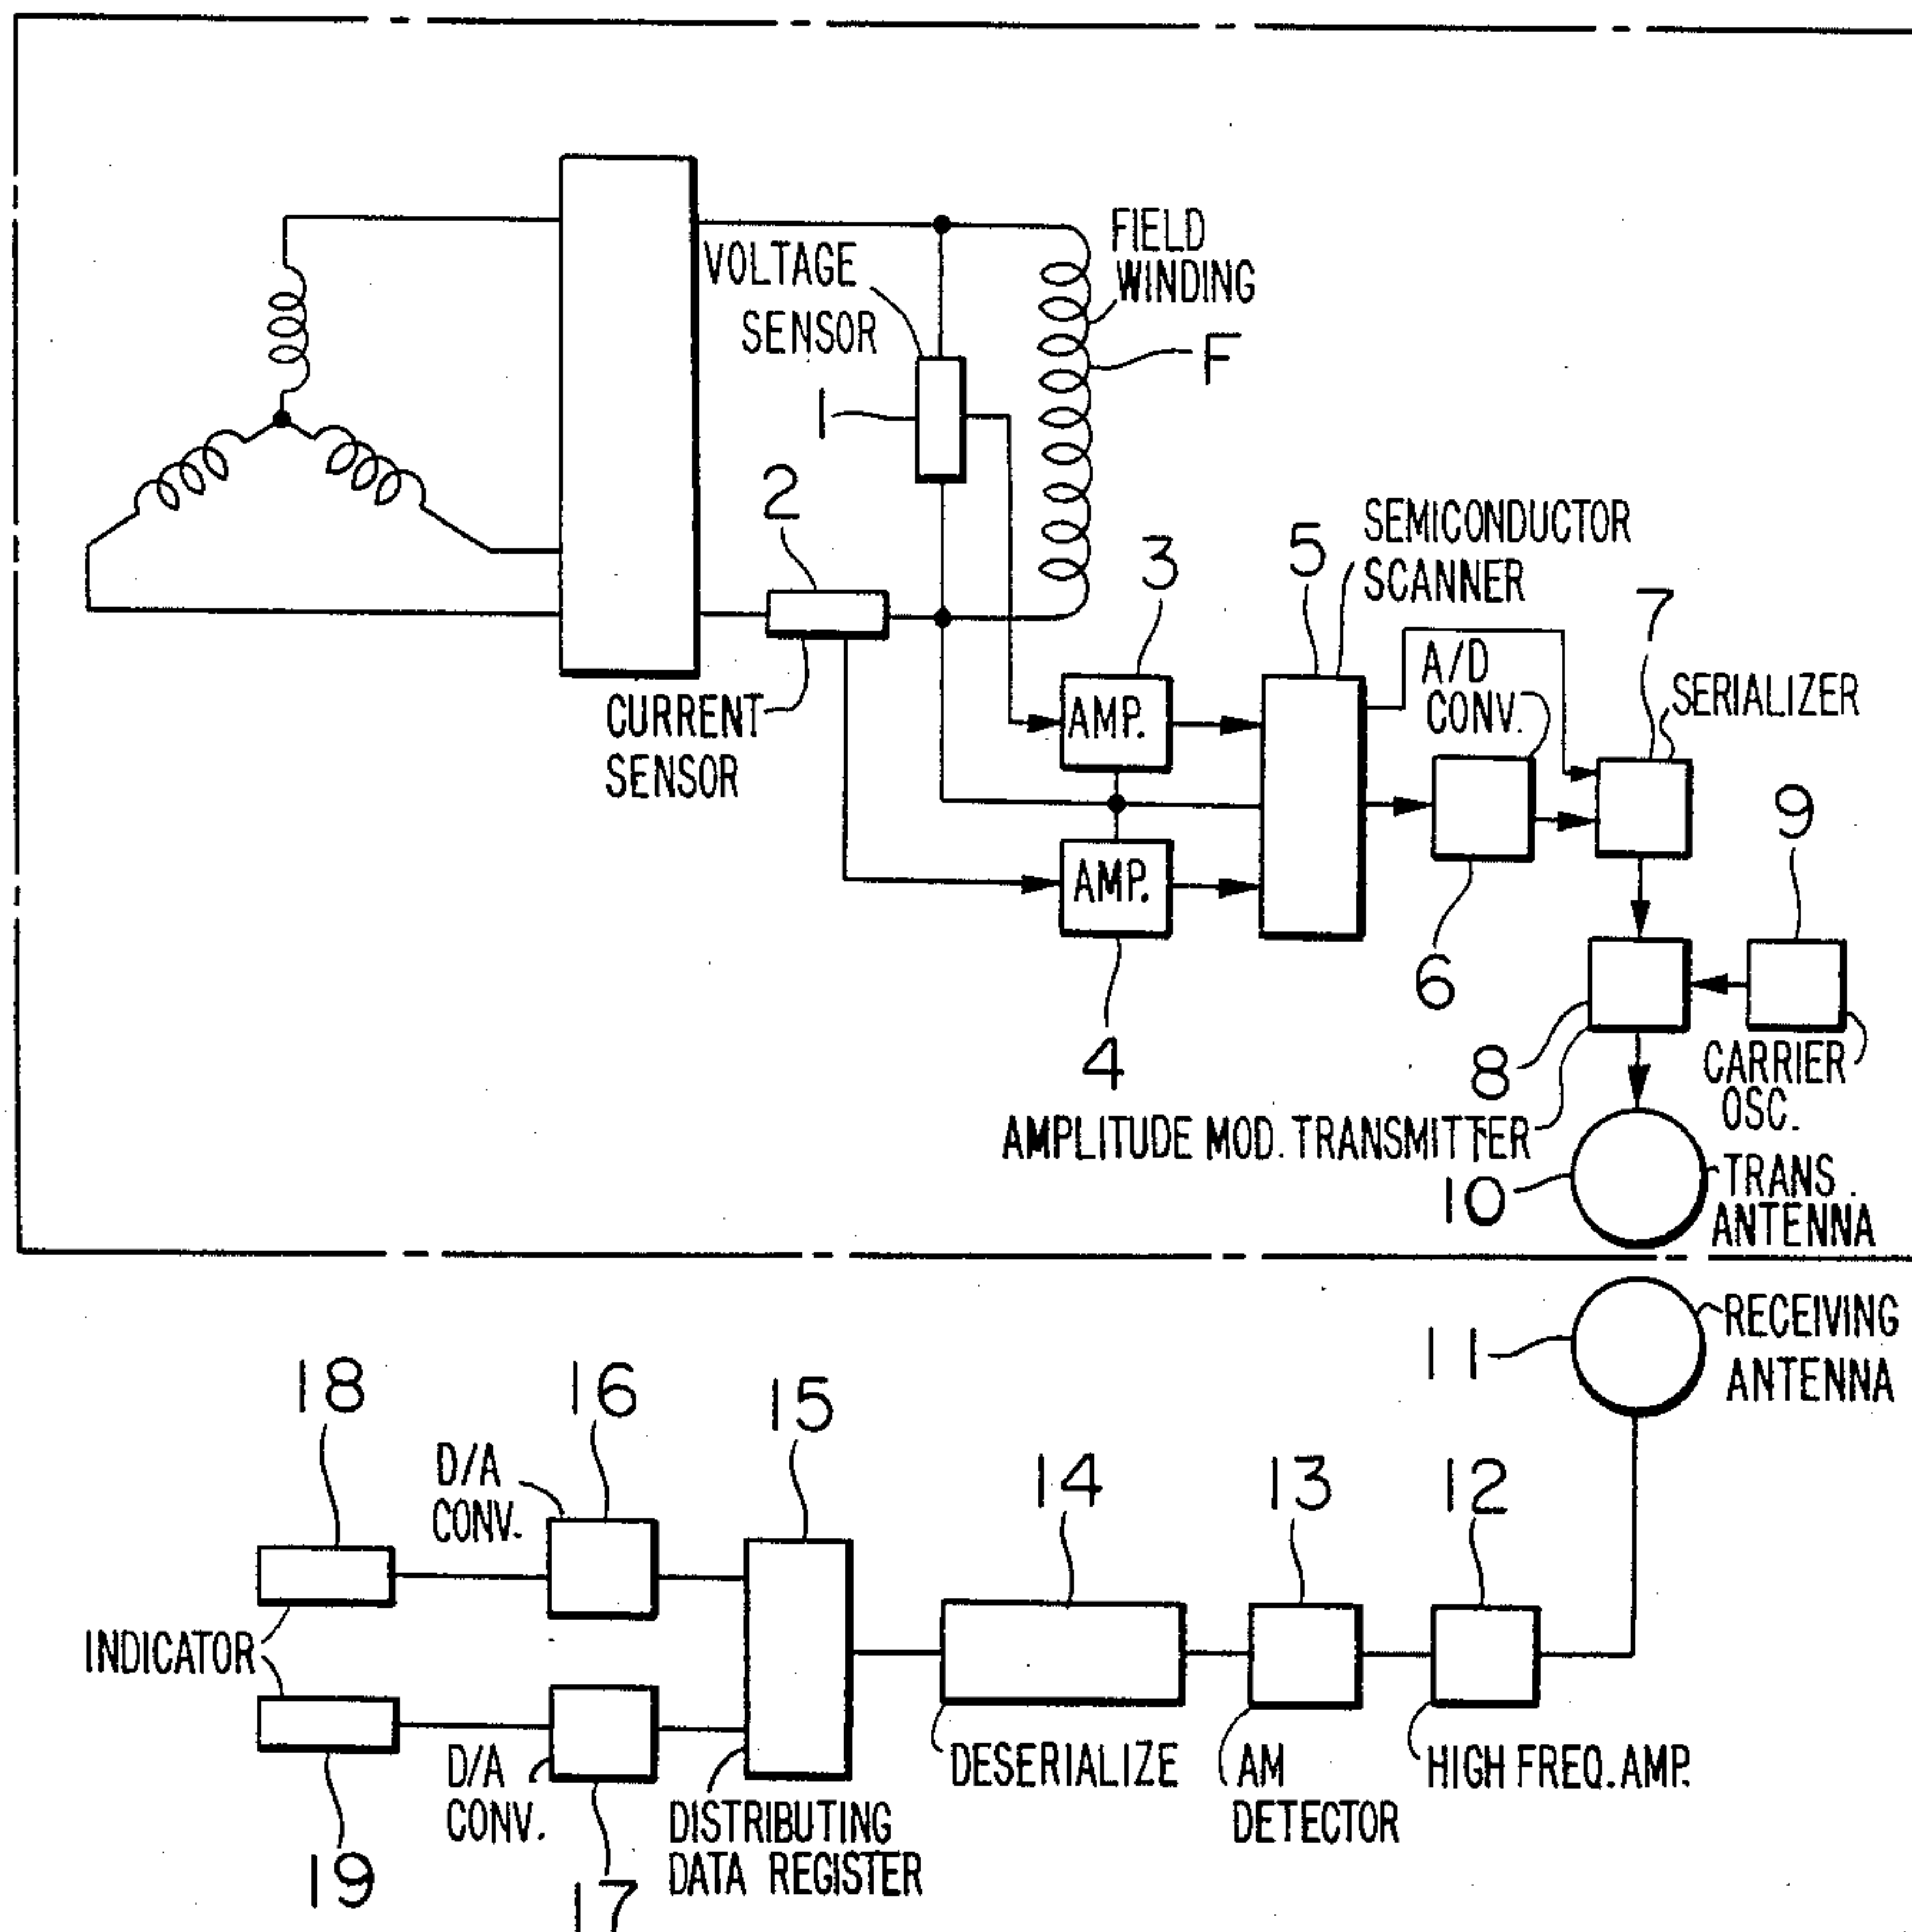 FIELD
WINDING
VOLTAGE
SENSOR
F
1
2
CURRENT
SENSOR
3
AMP.
AMP.
4
5
SEMICONDUCTOR
SCANNER
A/D
CONV.
6
7
SERIALIZER
9
8
CARRIER
OSC.
AMPLITUDE MOD. TRANSMITTER
10
TRANS.
ANTENNA
11
RECEIVING
ANTENNA
18
16
15
14
13
12
D/A
CONV.
INDICATOR
D/A
CONV.
19
17
DISTRIBUTING
DATA REGISTER
DESERIALIZE
AM
DETECTOR
HIGH FREQ. AMP.